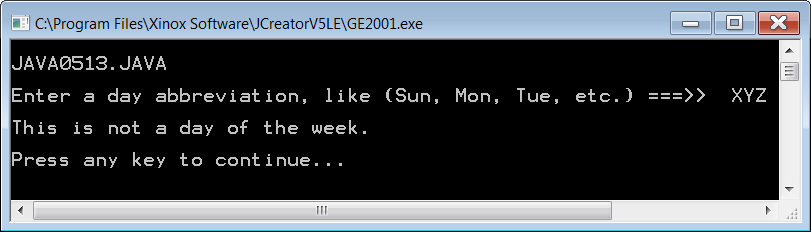 C:\Program Files\Xinox Software\JCreatorV5LE\GE2001.exe
JAVA0513.JAVA
Enter a day abbreviation, like (Sun, Mon, Tue, etc.) ===>>  XYZ
This is not a day of the week.
Press any key to continue...